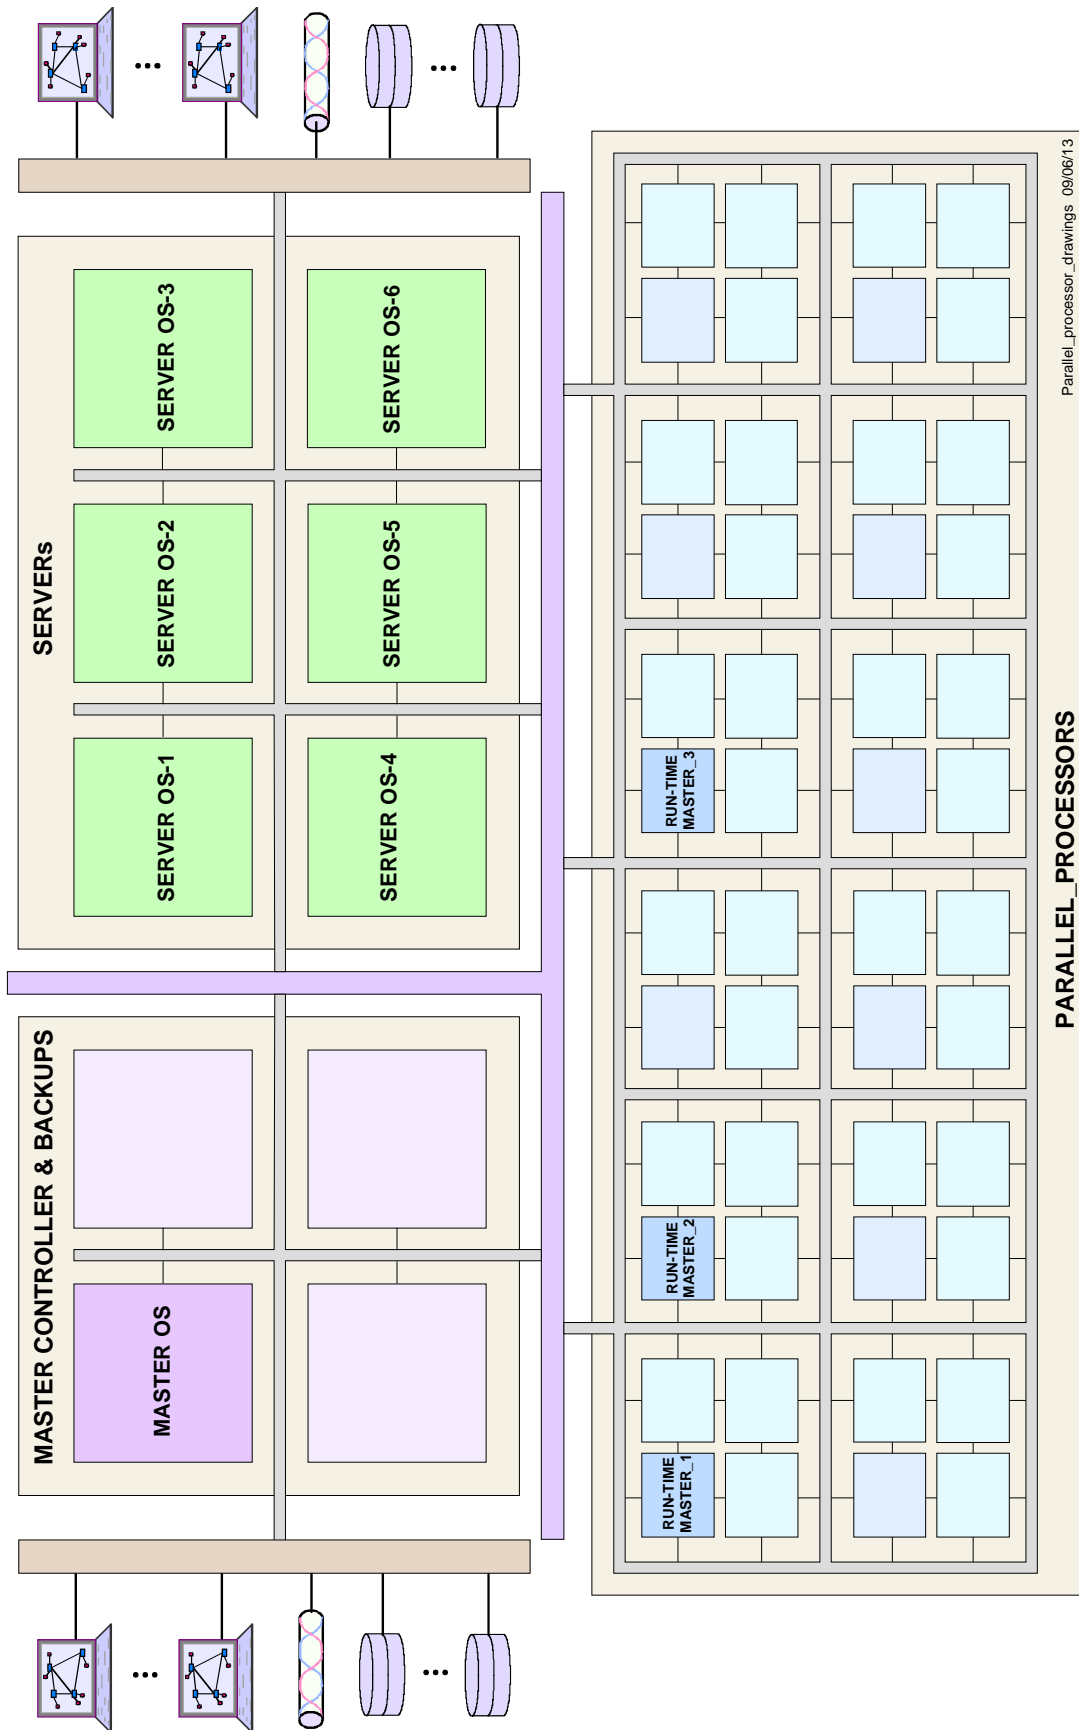 MASTER CONTROLLER & BACKUPS
MASTER OS
SERVERs
SERVER OS-1
SERVER OS-2
SERVER OS-3
SERVER OS-4
SERVER OS-5
SERVER OS-6
RUN-TIME
MASTER_1
RUN-TIME
MASTER_2
RUN-TIME
MASTER_3
PARALLEL_PROCESSORS
Parallel_processor_drawings 09/06/13